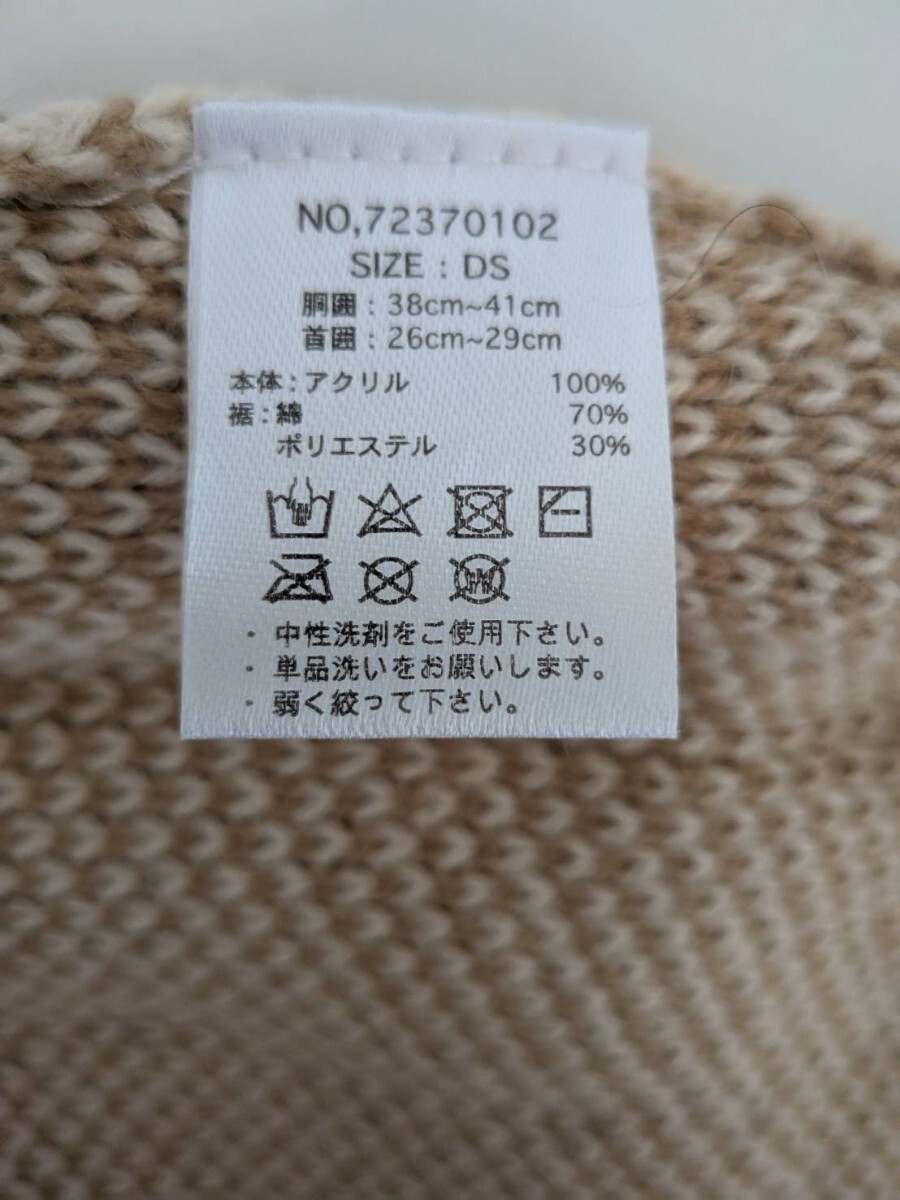 NO,72370102
SIZE : DS
胴囲 : 38cm~41cm
首囲 : 26cm~29cm
本体 : アクリル 100%
裾 : 綿 70%
ポリエステル 30%
・中性洗剤をご使用下さい。
・単品洗いをお願いします。
・弱く絞って下さい。